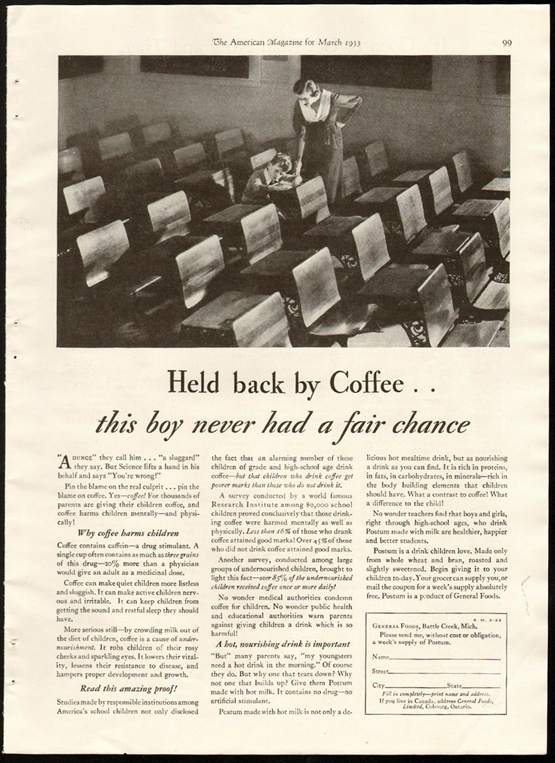 The American Magazine for March 1933
99
Held back by Coffee . .
this boy never had a fair chance
"A DUNCE" they call him . . . "a sluggard"
they say. But Science lifts a hand in his
behalf and says "You're wrong!"
Pin the blame on the real culprit . . . pin the
blame on coffee. Yes—coffee! For thousands of
parents are giving their children coffee, and
coffee harms children mentally—and physi-
cally!
Why coffee harms children
Coffee contains caffein—a drug stimulant. A
single cup often contains as much as three grains
of this drug—20% more than a physician
would give an adult as a medicinal dose.
Coffee can make quiet children more listless
and sluggish. It can make active children nerv-
ous and irritable. It can keep children from
getting the sound and restful sleep they should
have.
More serious still—by crowding milk out of
the diet of children, coffee is a cause of under-
nourishment. It robs children of their rosy
cheeks and sparkling eyes. It lowers their vital-
ity, lessens their resistance to disease, and
hampers proper development and growth.
Read this amazing proof!
Studies made by responsible institutions among
America's school children not only disclosed
the fact that an alarming number of these
children of grade and high-school age drink
coffee—but that children who drink coffee get
poorer marks than those who do not drink it.
A survey conducted by a world famous
Research Institute among 80,000 school
children proved conclusively that those drink-
ing coffee were harmed mentally as well as
physically. Less than 16% of those who drank
coffee attained good marks! Over 45% of those
who did not drink coffee attained good marks.
Another survey, conducted among large
groups of undernourished children, brought to
light this fact—over 85% of the undernourished
children received coffee once or more daily!
No wonder medical authorities condemn
coffee for children. No wonder public health
and educational authorities warn parents
against giving children a drink which is so
harmful!
A hot, nourishing drink is important
"But" many parents say, "my youngsters
need a hot drink in the morning." Of course
they do. But why one that tears down? Why
not one that builds up? Give them Postum
made with hot milk. It contains no drug—no
artificial stimulant.
Postum made with hot milk is not only a de-
licious hot mealtime drink, but as nourishing
a drink as you can find. It is rich in proteins,
in fats, in carbohydrates, in minerals—rich in
the body building elements that children
should have. What a contrast to coffee! What
a difference to the child!
No wonder teachers find that boys and girls,
right through high-school ages, who drink
Postum made with milk are healthier, happier
and better students.
Postum is a drink children love. Made only
from whole wheat and bran, roasted and
slightly sweetened. Begin giving it to your
children to-day. Your grocer can supply you, or
mail the coupon for a week's supply absolutely
free. Postum is a product of General Foods.
GENERAL FOODS, Battle Creek, Mich.
Please send me, without cost or obligation,
a week's supply of Postum.
Name
Street
City State
Fill in completely—print name and address.
If you live in Canada, address General Foods,
Limited, Cobourg, Ontario.